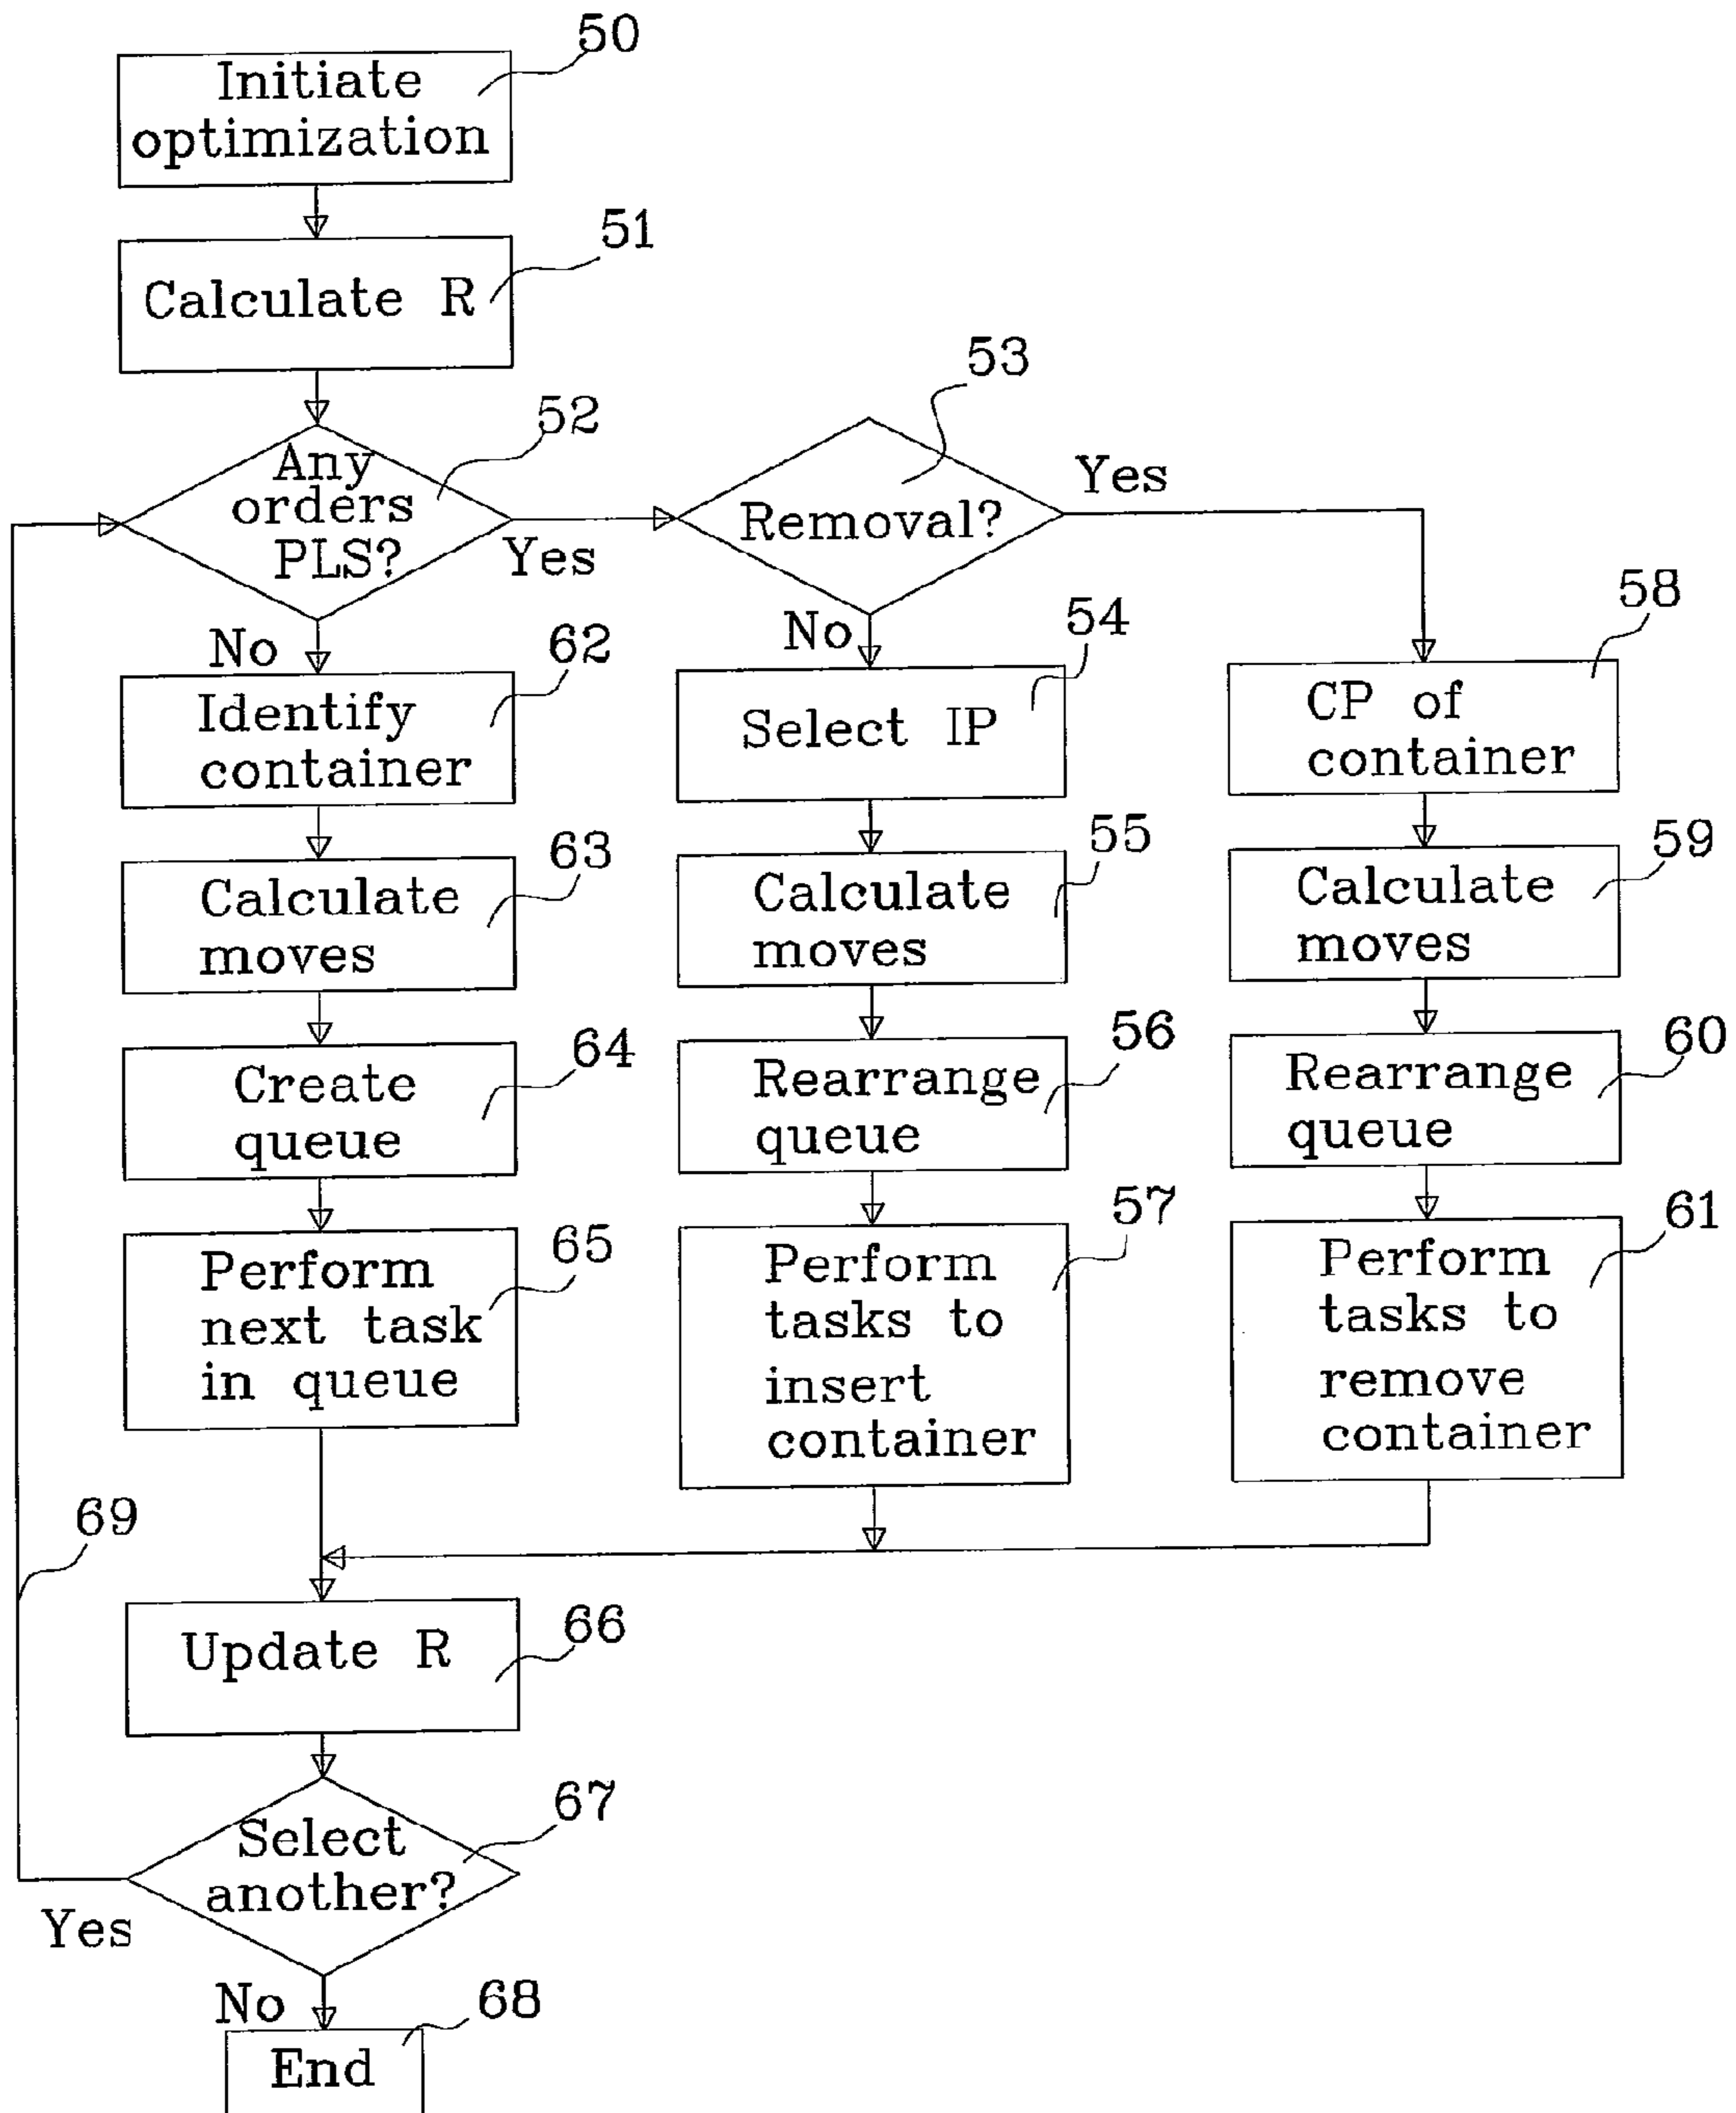 50
Initiate
optimization
51
Calculate R
52
Any
orders
PLS?
Yes
53
Removal?
Yes
No
54
Select IP
55
Calculate
moves
56
Rearrange
queue
57
Perform
tasks to
insert
container
58
CP of
container
59
Calculate
moves
60
Rearrange
queue
61
Perform
tasks to
remove
container
No
62
Identify
container
63
Calculate
moves
64
Create
queue
65
Perform
next task
in queue
69
66
Update R
67
Select
another?
Yes
No
68
End